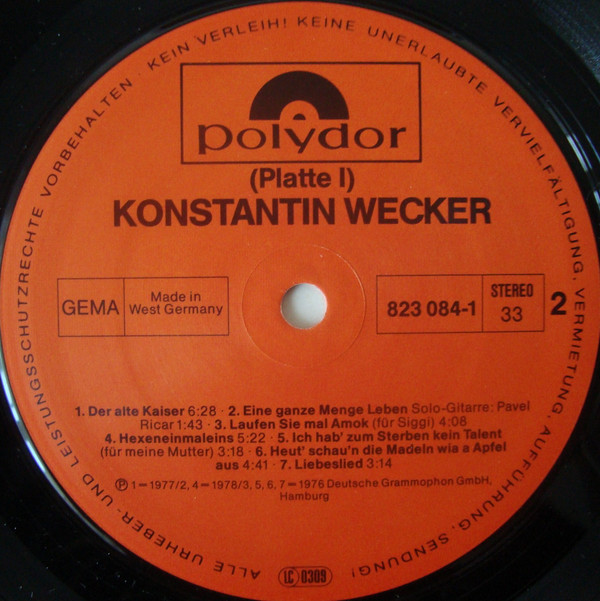 ALLE URHEBER- UND LEISTUNGSSCHUTZRECHTE VORBEHALTEN · KEIN VERLEIH! KEINE UNERLAUBTE VERVIELFÄLTIGUNG, VERMIETUNG, AUFFÜHRUNG, SENDUNG!
polydor
(Platte I)
KONSTANTIN WECKER
GEMA
Made in
West Germany
823 084-1
STEREO
33
2
1. Der alte Kaiser 6:28 · 2. Eine ganze Menge Leben Solo-Gitarre: Pavel
Ricar 1:43 · 3. Laufen Sie mal Amok (für Siggi) 4:08
4. Hexeneinmaleins 5:22 · 5. Ich hab' zum Sterben kein Talent
(für meine Mutter) 3:18 · 6. Heut' schau'n die Madeln wia a Apfel
aus 4:41 · 7. Liebeslied 3:14
Ⓟ 1=1977/2, 4=1978/3, 5, 6, 7=1976 Deutsche Grammophon GmbH,
Hamburg
LC 0309